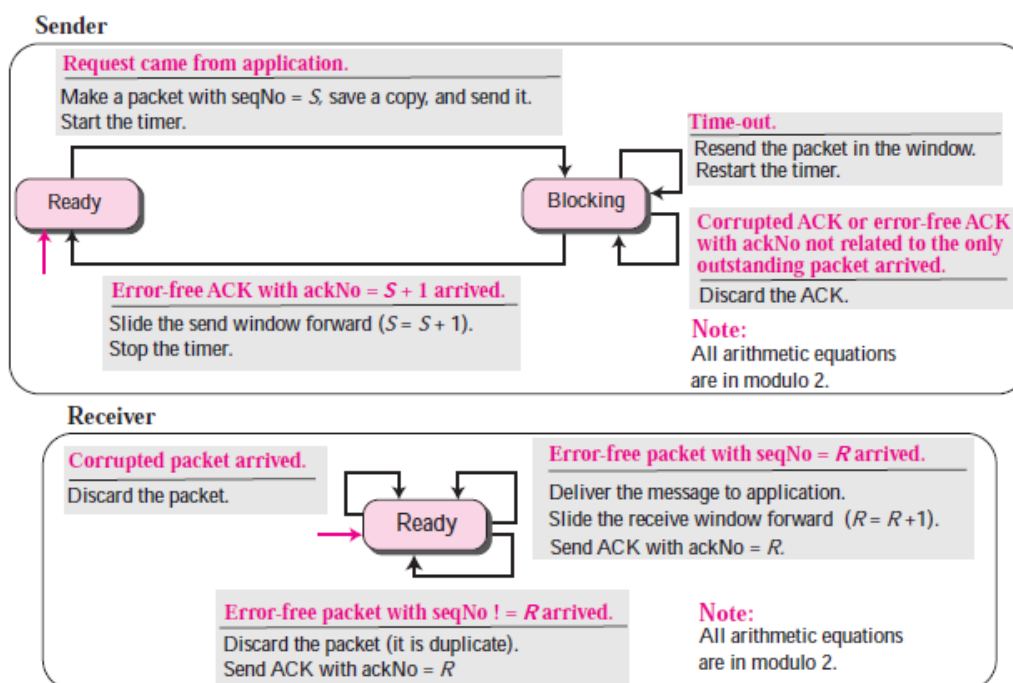 Sender
Request came from application.
Make a packet with seqNo = S, save a copy, and send it.
Start the timer.
Ready
Blocking
Time-out.
Resend the packet in the window.
Restart the timer.
Corrupted ACK or error-free ACK
with ackNo not related to the only
outstanding packet arrived.
Discard the ACK.
Error-free ACK with ackNo = S + 1 arrived.
Slide the send window forward (S = S + 1).
Stop the timer.
Note:
All arithmetic equations
are in modulo 2.
Receiver
Corrupted packet arrived.
Discard the packet.
Ready
Error-free packet with seqNo = R arrived.
Deliver the message to application.
Slide the receive window forward (R = R +1).
Send ACK with ackNo = R.
Error-free packet with seqNo ! = R arrived.
Discard the packet (it is duplicate).
Send ACK with ackNo = R
Note:
All arithmetic equations
are in modulo 2.